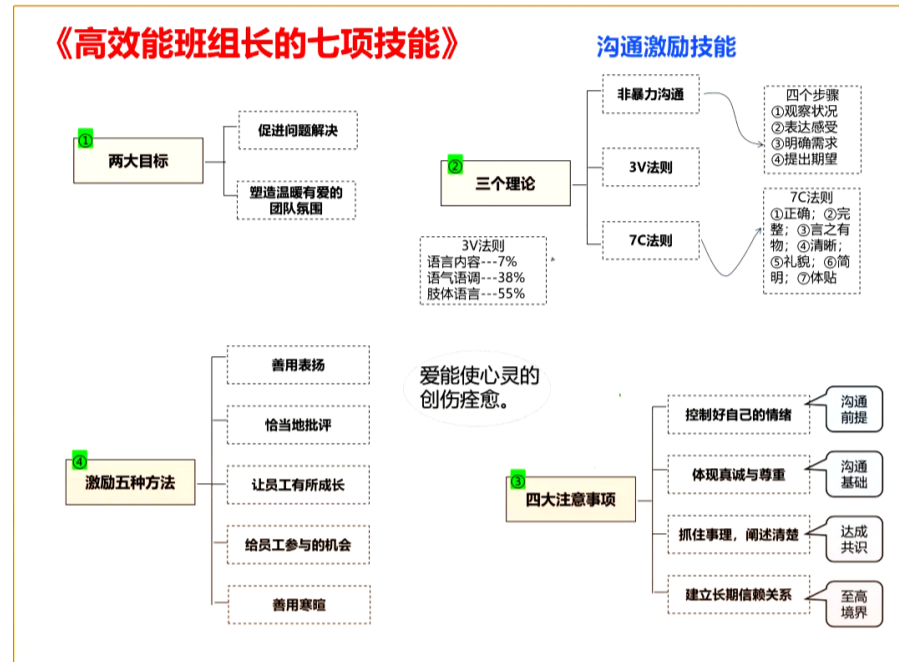 《高效能班组长的七项技能》
沟通激励技能
①
两大目标
促进问题解决
塑造温暖有爱的
团队氛围
②
三个理论
非暴力沟通
3V法则
7C法则
四个步骤
①观察状况
②表达感受
③明确需求
④提出期望
7C法则
①正确；②完
整；③言之有
物；④清晰；
⑤礼貌；⑥简
明；⑦体贴
3V法则
语言内容---7%
语气语调---38%
肢体语言---55%
爱能使心灵的
创伤痊愈。
③
四大注意事项
控制好自己的情绪
沟通
前提
体现真诚与尊重
沟通
基础
抓住事理，阐述清楚
达成
共识
建立长期信赖关系
至高
境界
④
激励五种方法
善用表扬
恰当地批评
让员工有所成长
给员工参与的机会
善用寒暄